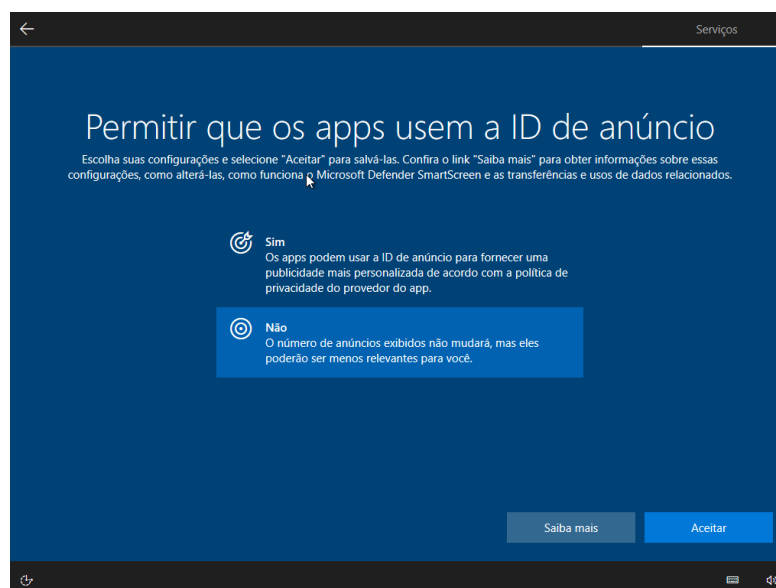 Serviços
Permitir que os apps usem a ID de anúncio
Escolha suas configurações e selecione "Aceitar" para salvá-las. Confira o link "Saiba mais" para obter informações sobre essas
configurações, como alterá-las, como funciona o Microsoft Defender SmartScreen e as transferências e usos de dados relacionados.
Sim
Os apps podem usar a ID de anúncio para fornecer uma
publicidade mais personalizada de acordo com a política de
privacidade do provedor do app.
Não
O número de anúncios exibidos não mudará, mas eles
poderão ser menos relevantes para você.
Saiba mais
Aceitar